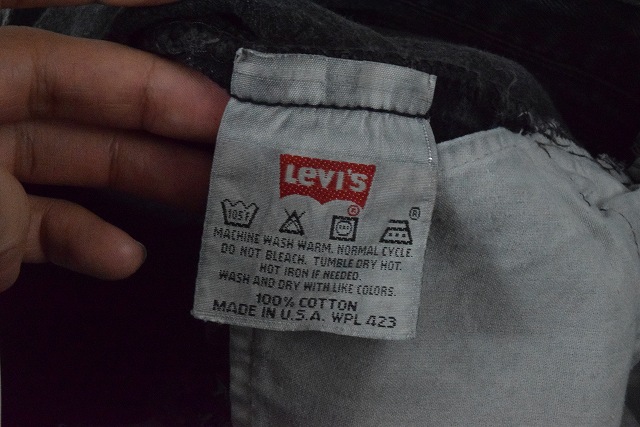 Levi's
®
105F
®
MACHINE WASH WARM. NORMAL CYCLE.
DO NOT BLEACH. TUMBLE DRY HOT.
HOT IRON IF NEEDED.
WASH AND DRY WITH LIKE COLORS.
100% COTTON
MADE IN U.S.A. WPL 423